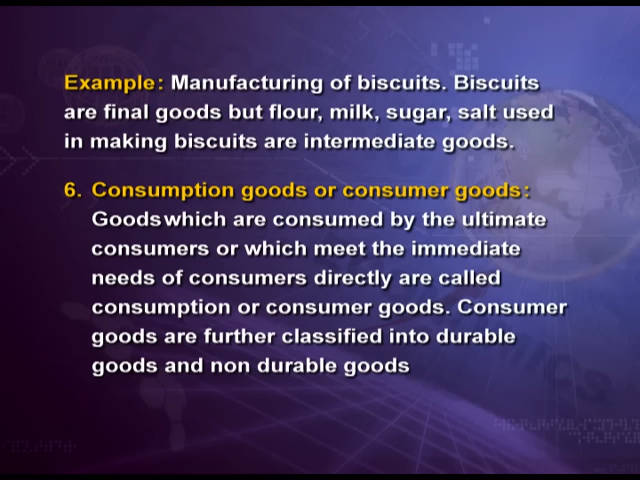 Example: Manufacturing of biscuits. Biscuits
are final goods but flour, milk, sugar, salt used
in making biscuits are intermediate goods.
6. Consumption goods or consumer goods:
Goods which are consumed by the ultimate
consumers or which meet the immediate
needs of consumers directly are called
consumption or consumer goods. Consumer
goods are further classified into durable
goods and non durable goods